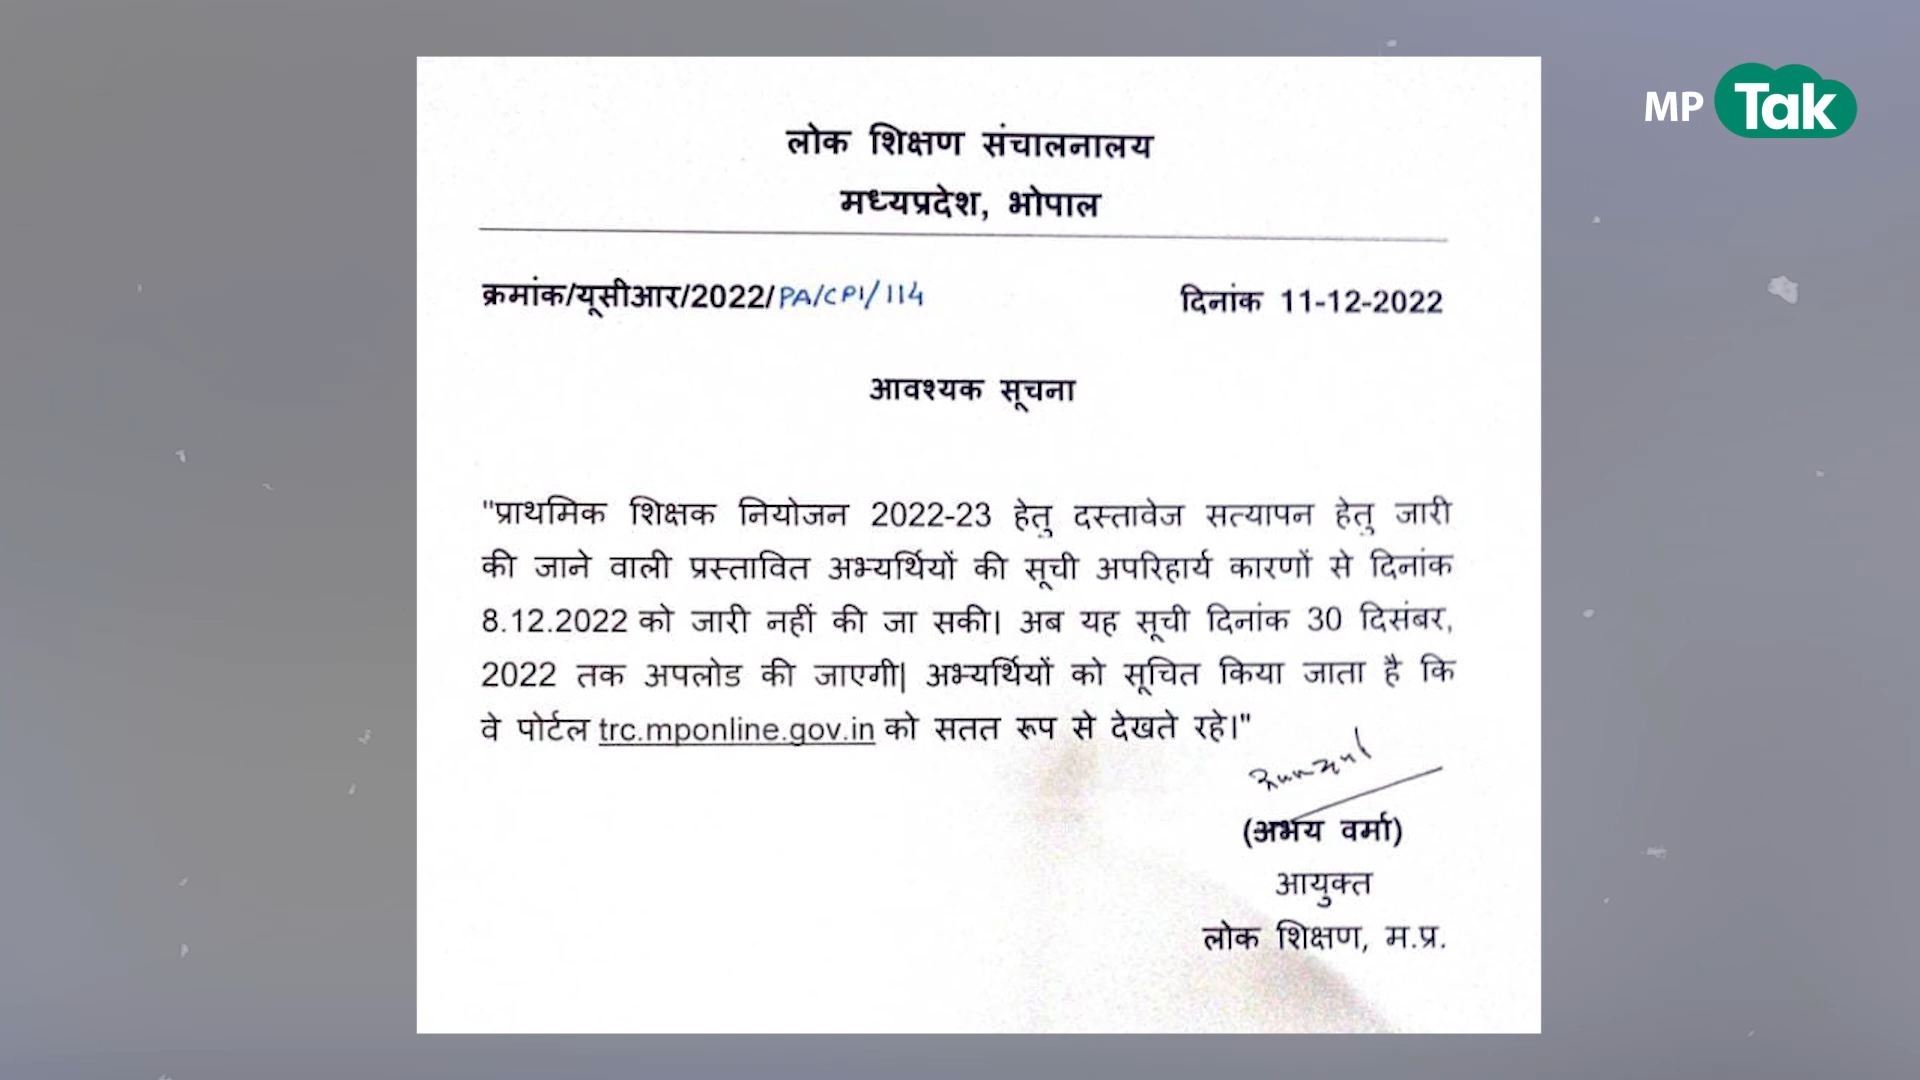 MP Tak
लोक शिक्षण संचालनालय
मध्यप्रदेश, भोपाल
क्रमांक/यूसीआर/2022/PA/CPI/114
दिनांक 11-12-2022
आवश्यक सूचना
"प्राथमिक शिक्षक नियोजन 2022-23 हेतु दस्तावेज सत्यापन हेतु जारी
की जाने वाली प्रस्तावित अभ्यर्थियों की सूची अपरिहार्य कारणों से दिनांक
8.12.2022 को जारी नहीं की जा सकी। अब यह सूची दिनांक 30 दिसंबर,
2022 तक अपलोड की जाएगी| अभ्यर्थियों को सूचित किया जाता है कि
वे पोर्टल trc.mponline.gov.in को सतत रूप से देखते रहे।"
(अभय वर्मा)
आयुक्त
लोक शिक्षण, म.प्र.